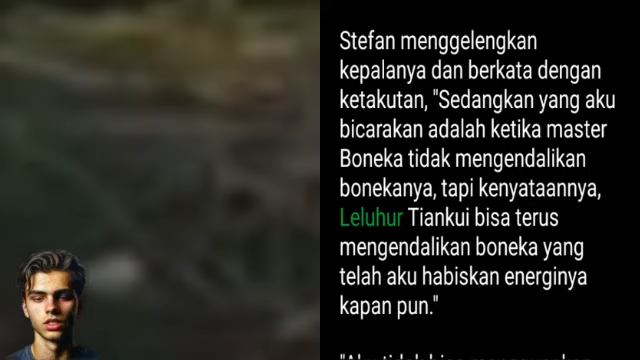 Stefan menggelengkan
kepalanya dan berkata dengan
ketakutan, "Sedangkan yang aku
bicarakan adalah ketika master
Boneka tidak mengendalikan
bonekanya, tapi kenyataannya,
Leluhur Tiankui bisa terus
mengendalikan boneka yang
telah aku habiskan energinya
kapan pun."